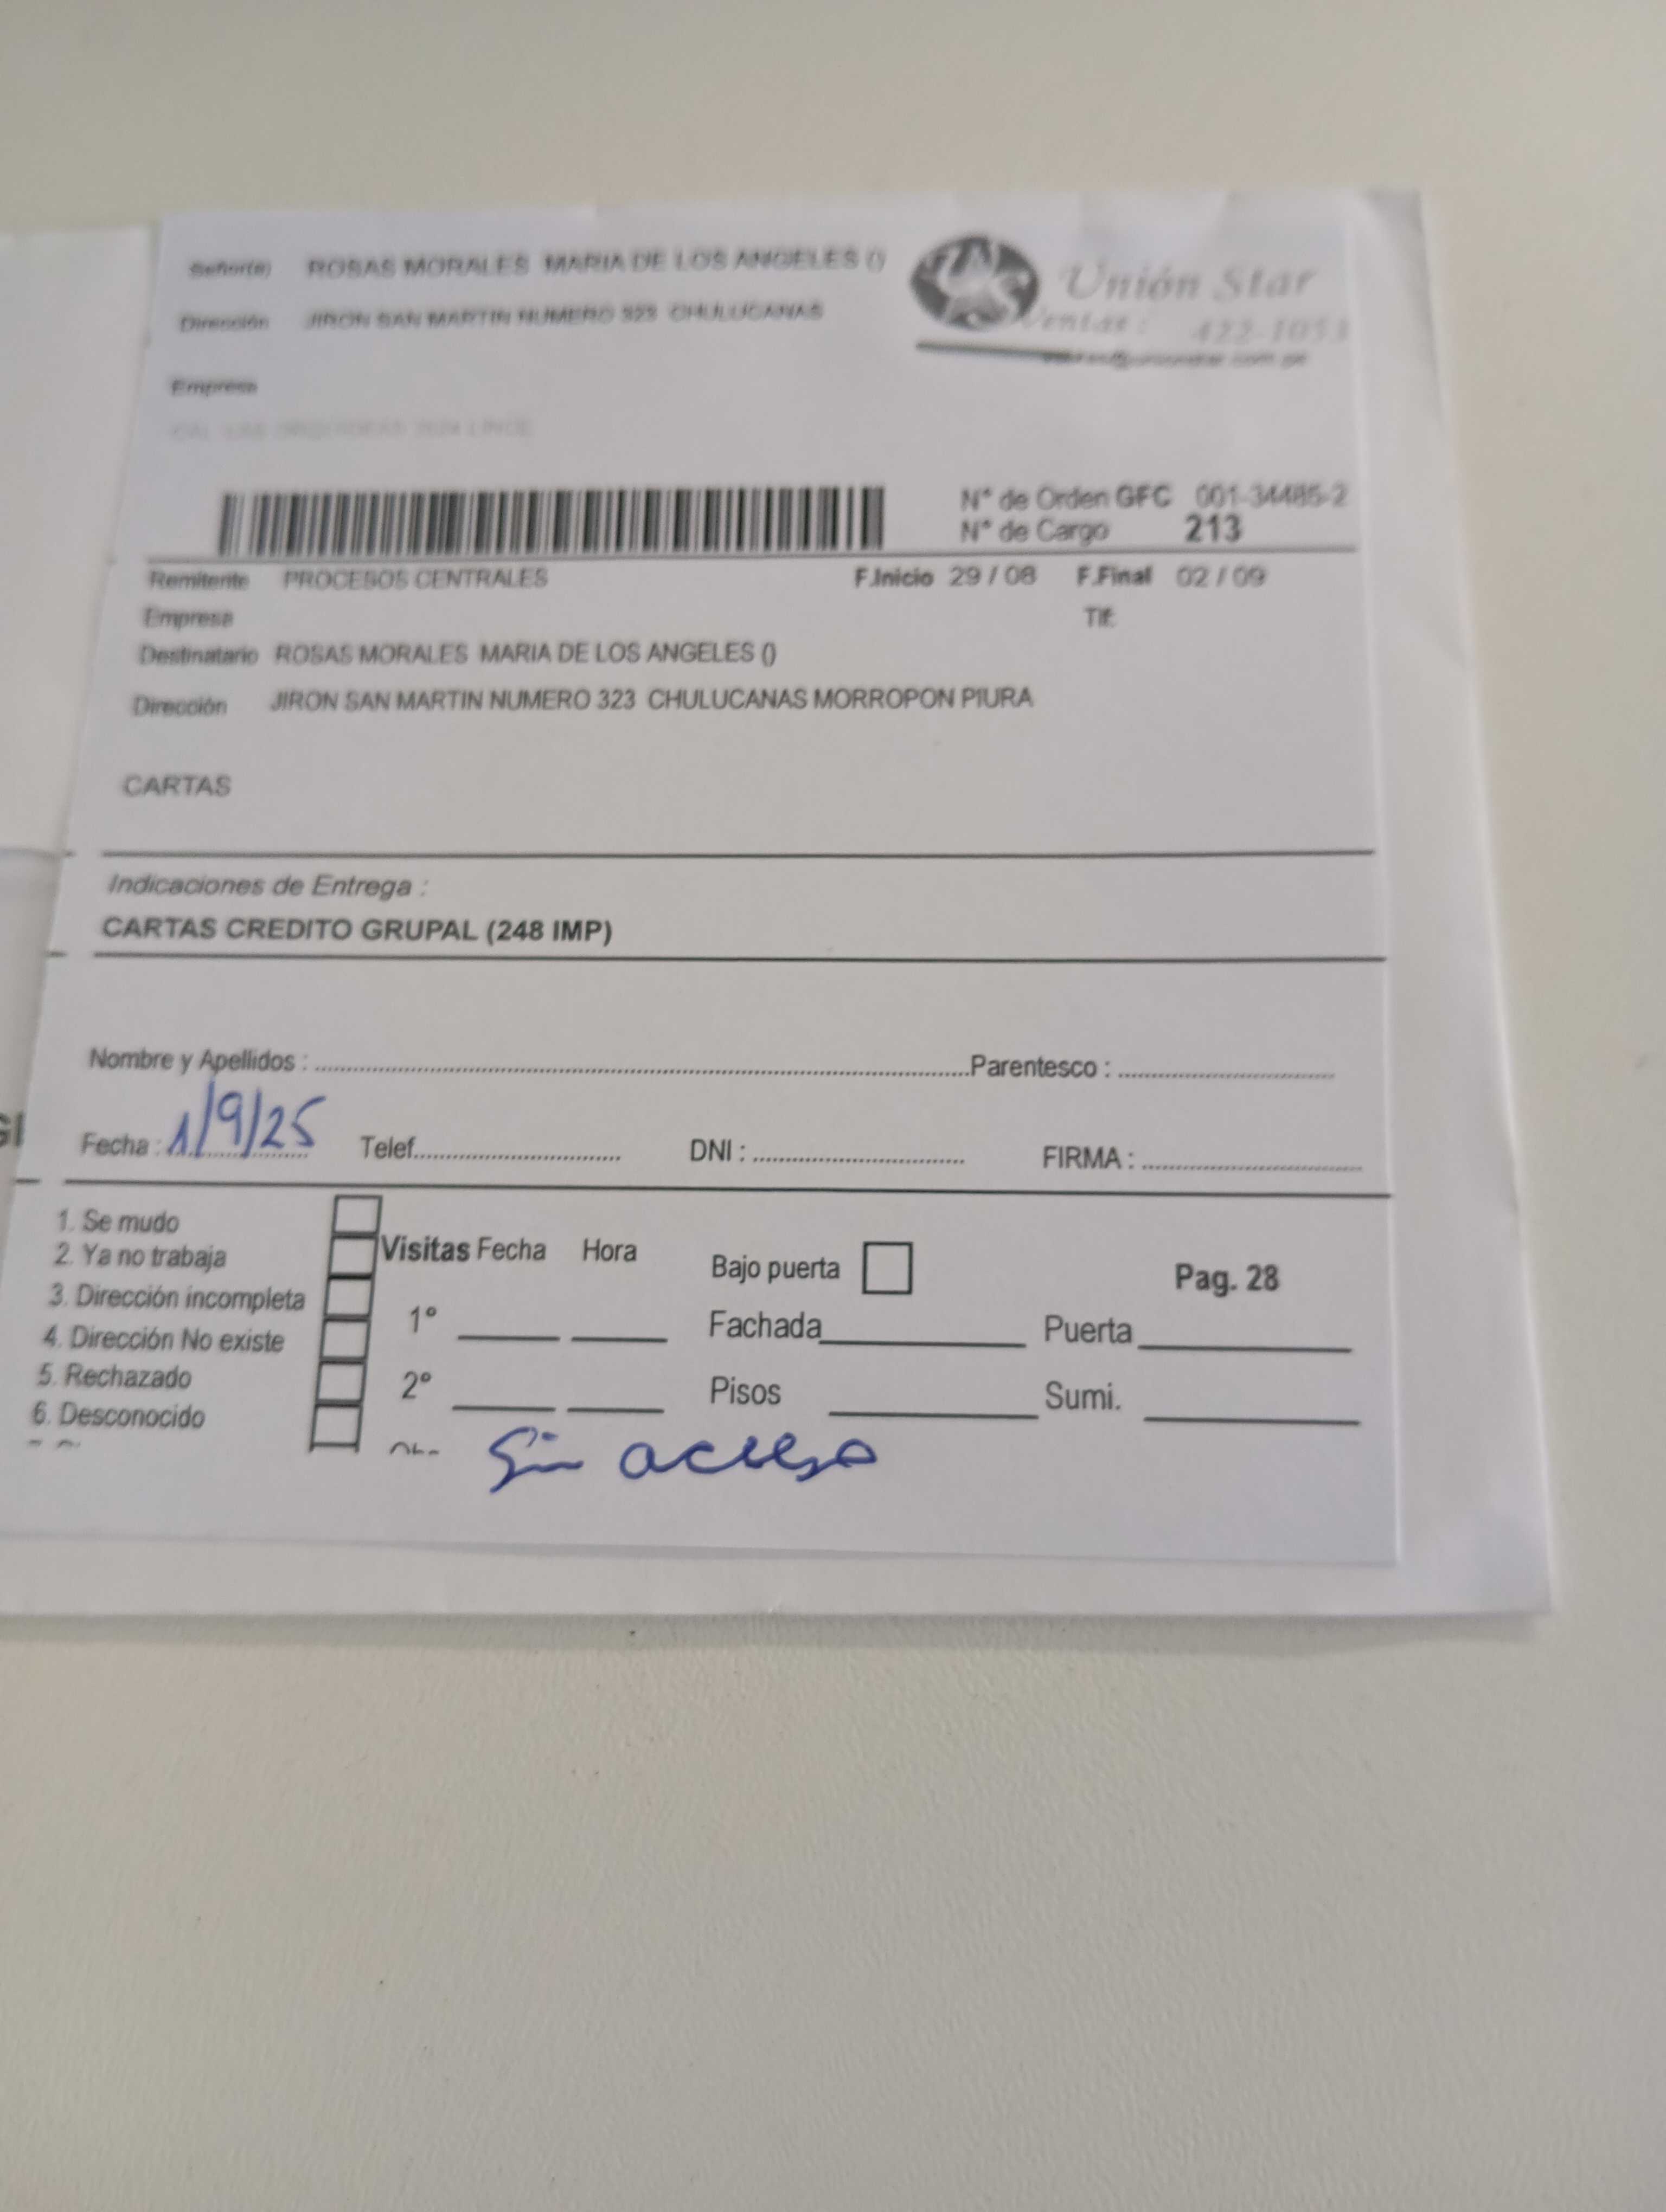 Señor(a) ROSAS MORALES MARIA DE LOS ANGELES ()
Dirección JIRON SAN MARTIN NUMERO 323 CHULUCANAS
Unión Star
Ventas: 422-1053
Empresa
N° de Orden GFC 001-34485-2
N° de Cargo 213
Remitente PROCESOS CENTRALES F.Inicio 29 / 08 F.Final 02 / 09
Empresa Tlf:
Destinatario ROSAS MORALES MARIA DE LOS ANGELES ()
Dirección JIRON SAN MARTIN NUMERO 323 CHULUCANAS MORROPON PIURA
CARTAS
Indicaciones de Entrega :
CARTAS CREDITO GRUPAL (248 IMP)
Nombre y Apellidos : Parentesco :
Fecha : 1/9/25 Telef. DNI : FIRMA :
1. Se mudo
2. Ya no trabaja
3. Dirección incompleta
4. Dirección No existe
5. Rechazado
6. Desconocido
Visitas Fecha Hora
1°
2°
Bajo puerta
Pag. 28
Fachada Puerta
Pisos Sumi.
Sin acceso